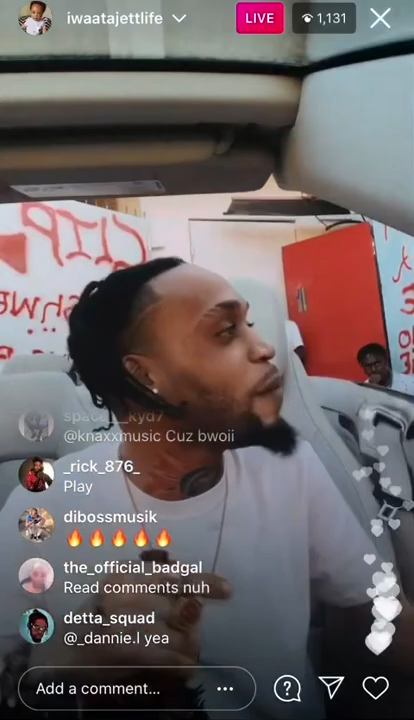 iwaatajettlife
LIVE
1,131
@knaxxmusic Cuz bwoii
_rick_876_
Play
dibossmusik
🔥🔥🔥🔥🔥
the_official_badgal
Read comments nuh
detta_squad
@_dannie.l yea
Add a comment...